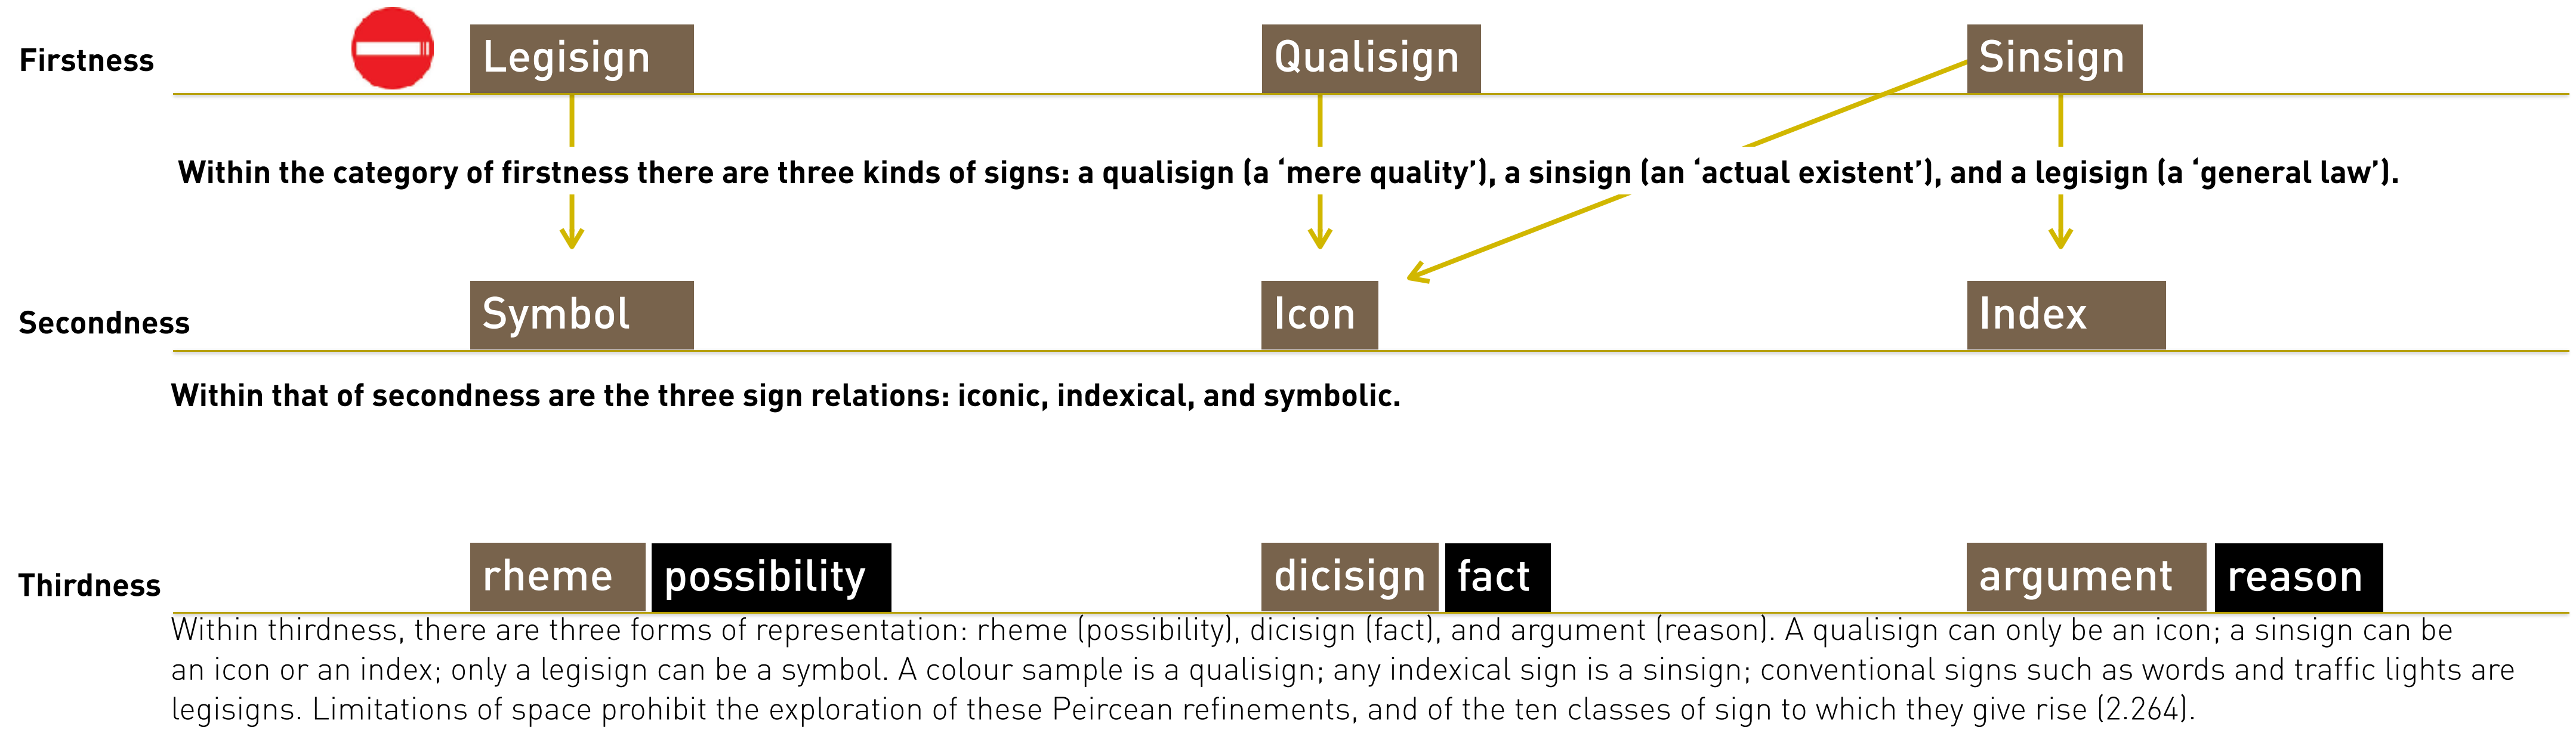 Firstness Legisign Qualisign Sinsign
Within the category of firstness there are three kinds of signs: a qualisign (a ‘mere quality’), a sinsign (an ‘actual existent’), and a legisign (a ‘general law’).
Secondness Symbol Icon Index
Within that of secondness are the three sign relations: iconic, indexical, and symbolic.
Thirdness rheme possibility dicisign fact argument reason
Within thirdness, there are three forms of representation: rheme (possibility), dicisign (fact), and argument (reason). A qualisign can only be an icon; a sinsign can be
an icon or an index; only a legisign can be a symbol. A colour sample is a qualisign; any indexical sign is a sinsign; conventional signs such as words and traffic lights are
legisigns. Limitations of space prohibit the exploration of these Peircean refinements, and of the ten classes of sign to which they give rise (2.264).